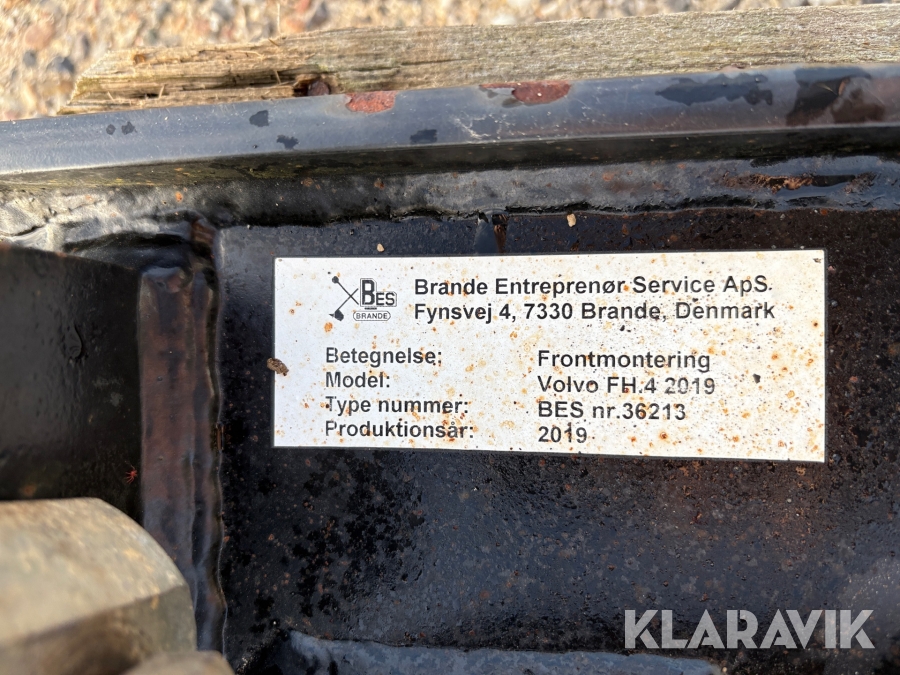 BES
BRANDE
Brande Entreprenør Service ApS.
Fynsvej 4, 7330 Brande, Denmark
Betegnelse: Frontmontering
Model: Volvo FH.4 2019
Type nummer: BES nr.36213
Produktionsår: 2019
KLARAVIK